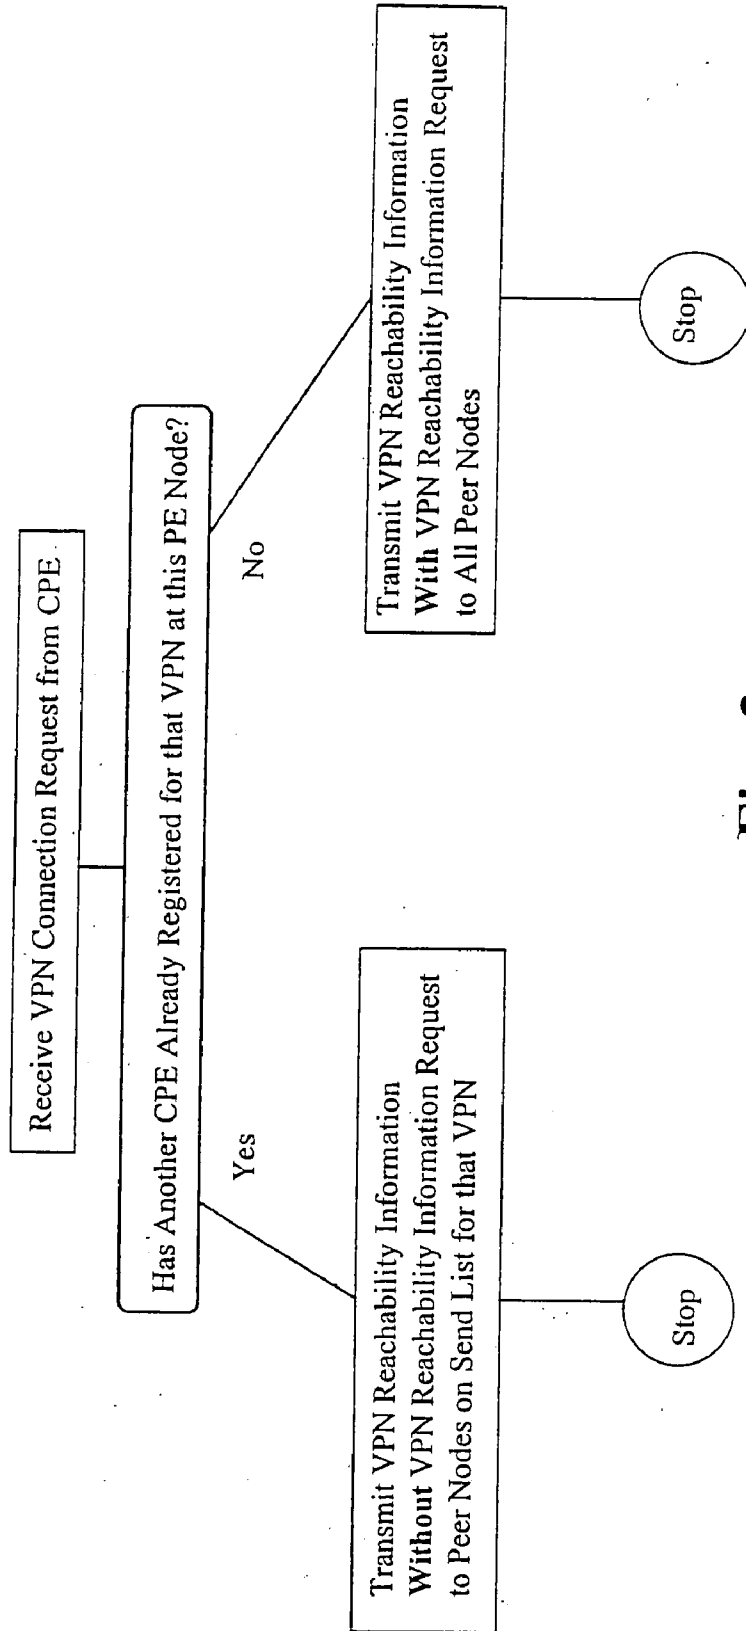 Receive VPN Connection Request from CPE
Has Another CPE Already Registered for that VPN at this PE Node?
Yes
No
Transmit VPN Reachability Information
Without VPN Reachability Information Request
to Peer Nodes on Send List for that VPN
Transmit VPN Reachability Information
With VPN Reachability Information Request
to All Peer Nodes
Stop
Stop